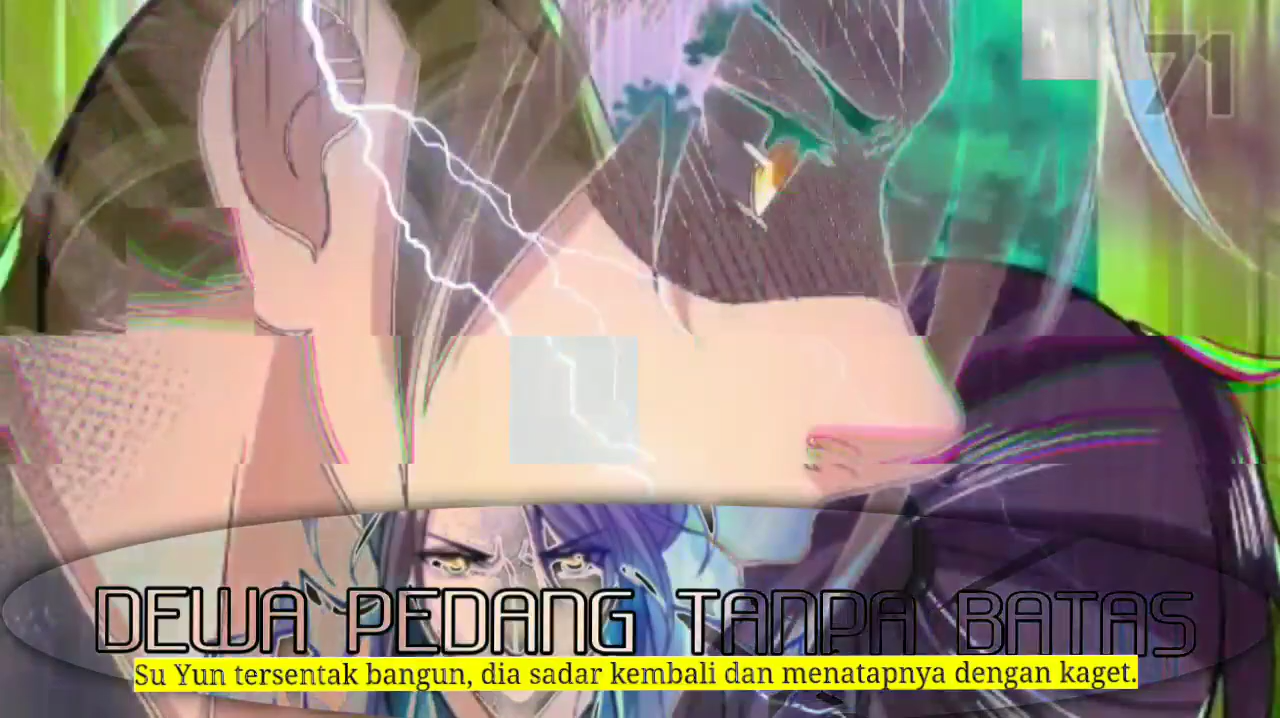 71
DEWA PEDANG TANPA BATAS
Su Yun tersentak bangun, dia sadar kembali dan menatapnya dengan kaget.